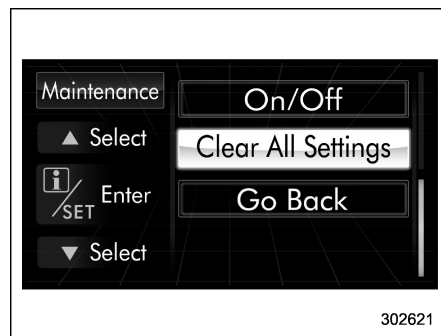 Maintenance
▲ Select
i/SET Enter
▼ Select
On/Off
Clear All Settings
Go Back
302621